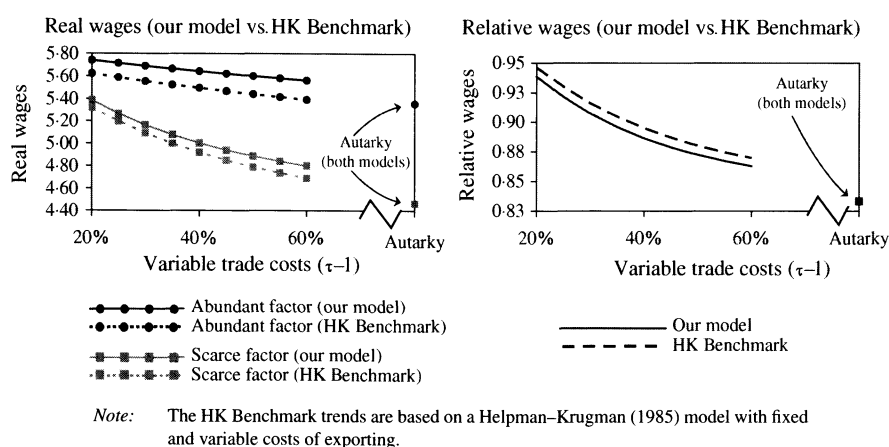 Real wages (our model vs. HK Benchmark)
5·80
5·60
5·40
5·20
5·00
4·80
4·60
4·40
Real wages
Autarky
(both models)
20%
40%
60%
Autarky
Variable trade costs (τ–1)
Abundant factor (our model)
Abundant factor (HK Benchmark)
Scarce factor (our model)
Scarce factor (HK Benchmark)
Relative wages (our model vs. HK Benchmark)
0·95
0·93
0·90
0·88
0·85
0·83
Relative wages
Autarky
(both models)
20%
40%
60%
Autarky
Variable trade costs (τ–1)
Our model
HK Benchmark
Note: The HK Benchmark trends are based on a Helpman–Krugman (1985) model with fixed
and variable costs of exporting.